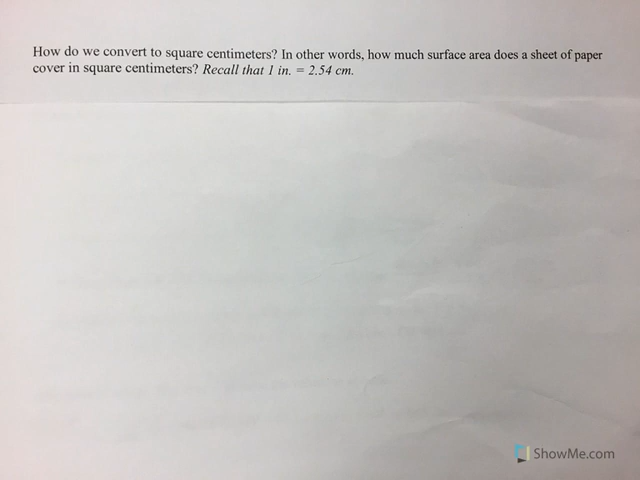 How do we convert to square centimeters? In other words, how much surface area does a sheet of paper
cover in square centimeters? Recall that 1 in. = 2.54 cm.
ShowMe.com